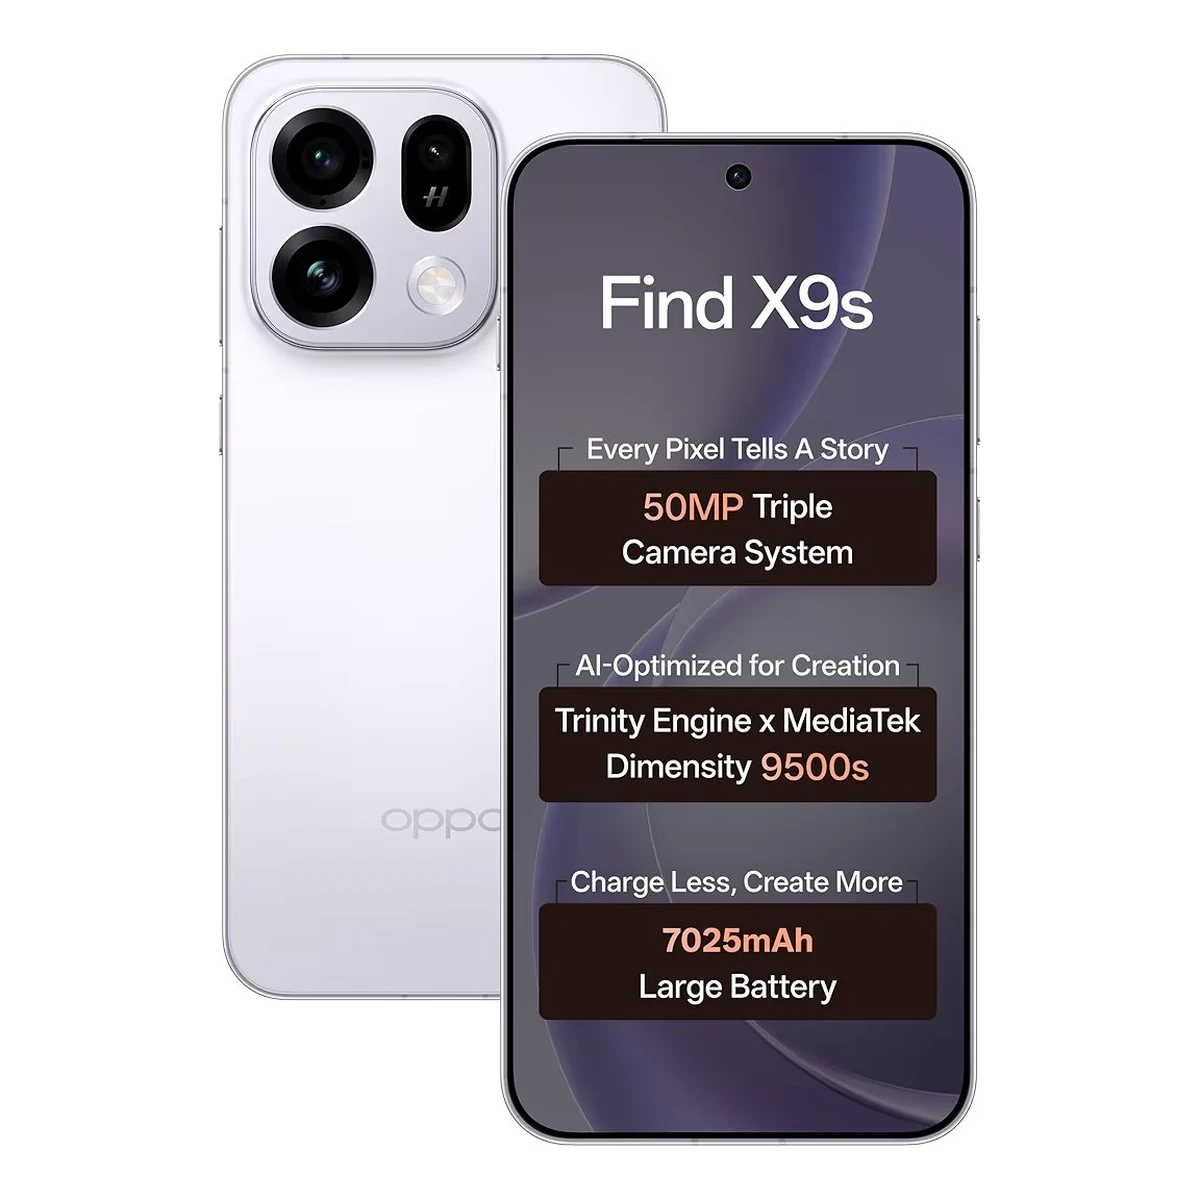 Find X9s
Every Pixel Tells A Story
50MP Triple
Camera System
AI-Optimized for Creation
Trinity Engine x MediaTek
Dimensity 9500s
Charge Less, Create More
7025mAh
Large Battery
H
oppo